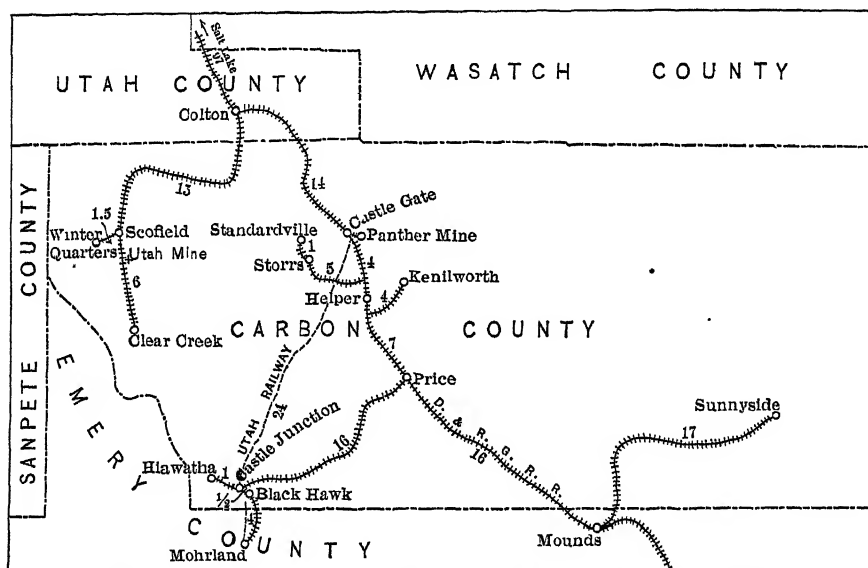 Salt Lake
97
UTAH COUNTY
WASATCH COUNTY
Colton
13
14
SANPETE COUNTY
1.5
Winter
Quarters
Scofield
Utah Mine
6
Clear Creek
Castle Gate
Panther Mine
Standardville
1
Storrs
5
4
Kenilworth
Helper
4
CARBON COUNTY
7
Price
EMERY
UTAH RAILWAY
24
Castle Junction
16
D. & R. G. R. R.
16
Sunnyside
17
Hiawatha
1
1/2
Black Hawk
COUNTY
Mohrland
Mounds